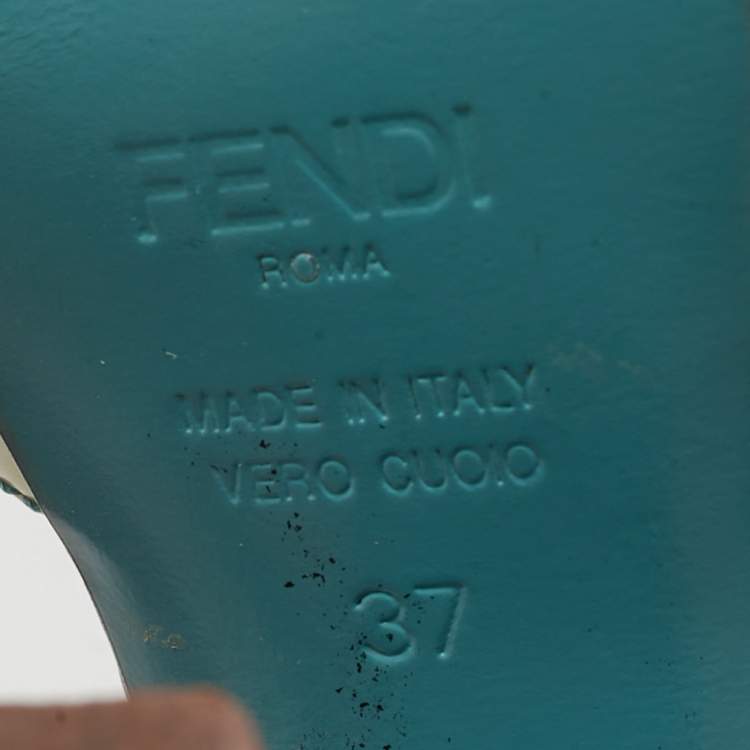 FENDI
ROMA
MADE IN ITALY
VERO CUOIO
37